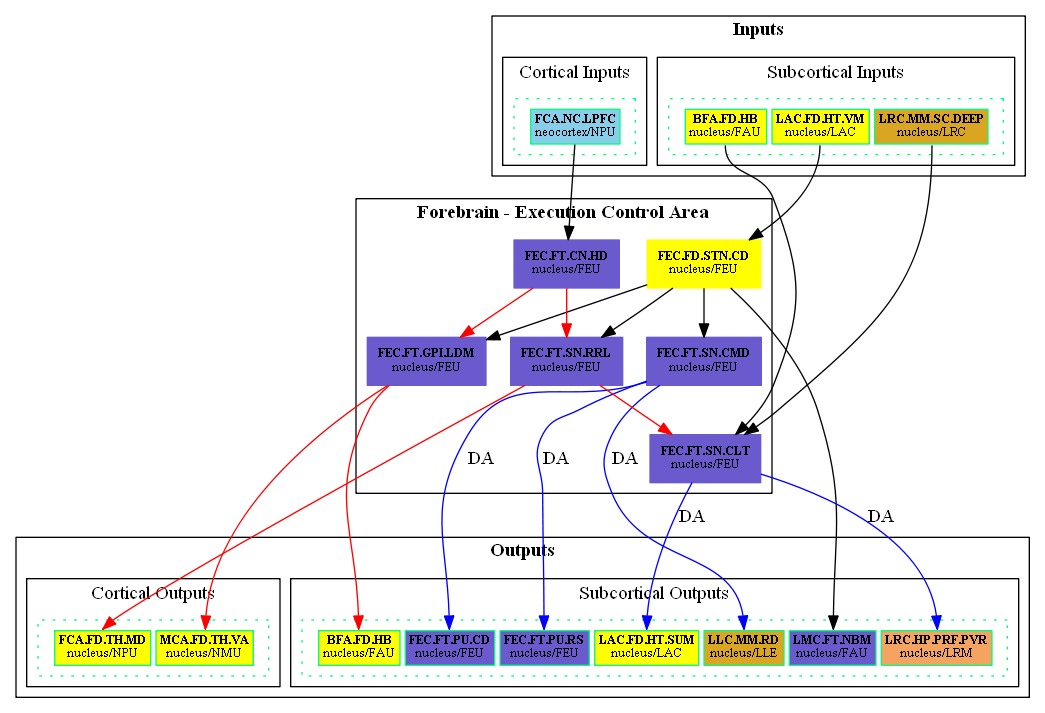 Inputs
Cortical Inputs
Subcortical Inputs
FCA.NC.LPFC
neocortex/NPU
BFA.FD.HB
nucleus/FAU
LAC.FD.HT.VM
nucleus/LAC
LRC.MM.SC.DEEP
nucleus/LRC
Forebrain - Execution Control Area
FEC.FT.CN.HD
nucleus/FEU
FEC.FD.STN.CD
nucleus/FEU
FEC.FT.GPI.LDM
nucleus/FEU
FEC.FT.SN.RRL
nucleus/FEU
FEC.FT.SN.CMD
nucleus/FEU
FEC.FT.SN.CLT
nucleus/FEU
DA
DA
DA
DA
DA
Outputs
Cortical Outputs
Subcortical Outputs
FCA.FD.TH.MD
nucleus/NPU
MCA.FD.TH.VA
nucleus/NMU
BFA.FD.HB
nucleus/FAU
FEC.FT.PU.CD
nucleus/FEU
FEC.FT.PU.RS
nucleus/FEU
LAC.FD.HT.SUM
nucleus/LAC
LLC.MM.RD
nucleus/LLE
LMC.FT.NBM
nucleus/FAU
LRC.HP.PRF.PVR
nucleus/LRM